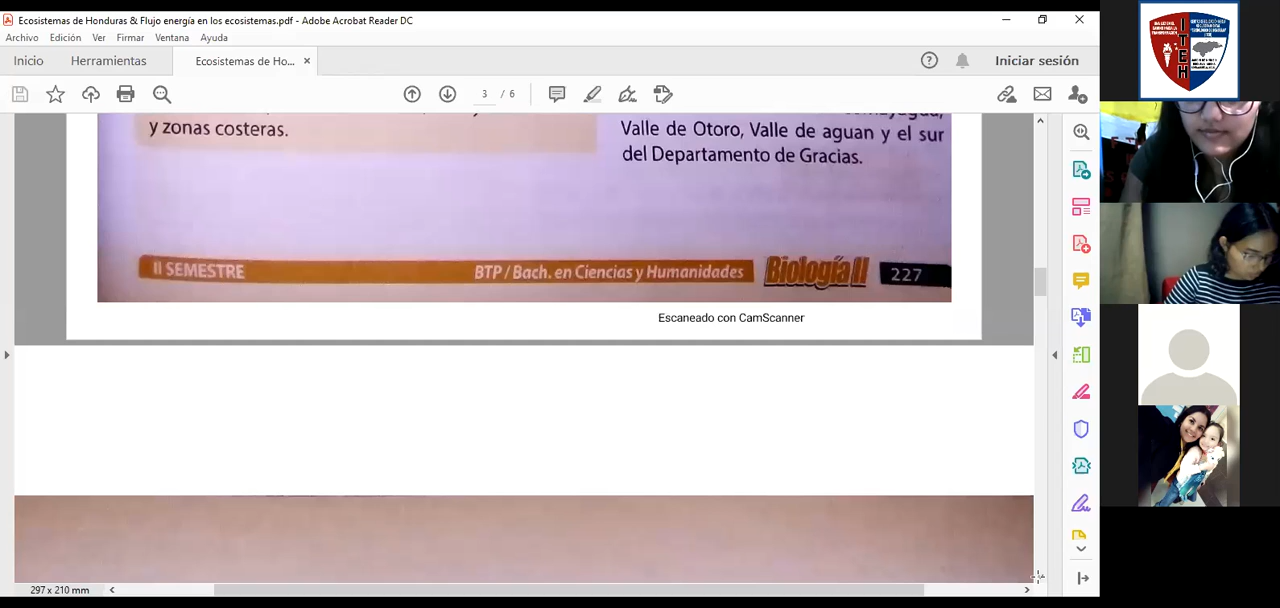 Ecosistemas de Honduras & Flujo energía en los ecosistemas.pdf - Adobe Acrobat Reader DC
Archivo Edición Ver Firmar Ventana Ayuda
Inicio Herramientas Ecosistemas de Ho... Iniciar sesión
3 / 6
y zonas costeras.
Valle de Otoro, Valle de aguan y el sur
del Departamento de Gracias.
II SEMESTRE BTP / Bach. en Ciencias y Humanidades Biología II 227
Escaneado con CamScanner
297 x 210 mm
ITEH